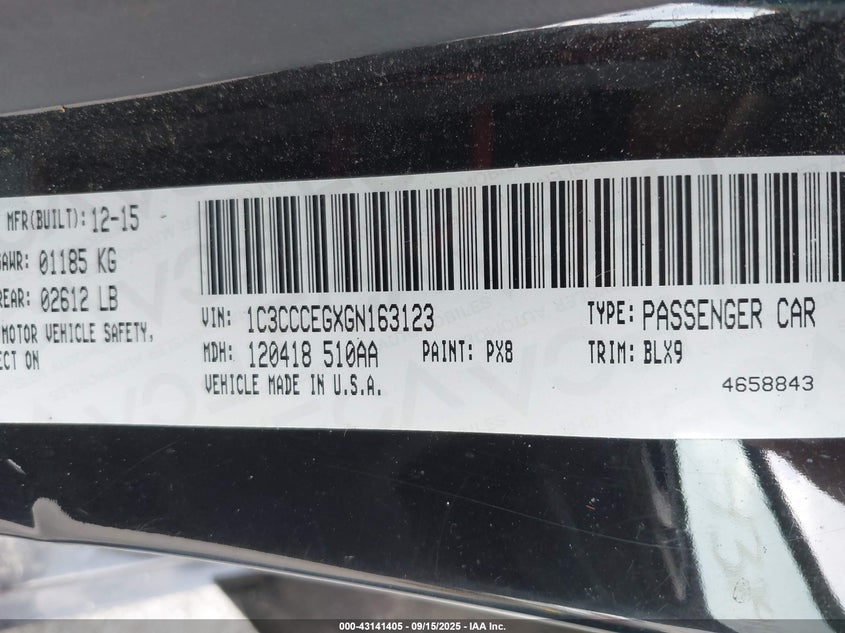 MFR(BUILT): 12-15
GAWR: 01185 KG
REAR: 02612 LB
MOTOR VEHICLE SAFETY,
ECT ON
VIN: 1C3CCCEGXGN163123
TYPE: PASSENGER CAR
MDH: 120418 510AA
PAINT: PX8
TRIM: BLX9
VEHICLE MADE IN U.S.A.
4658843
000-43141405 - 09/15/2025 - IAA Inc.